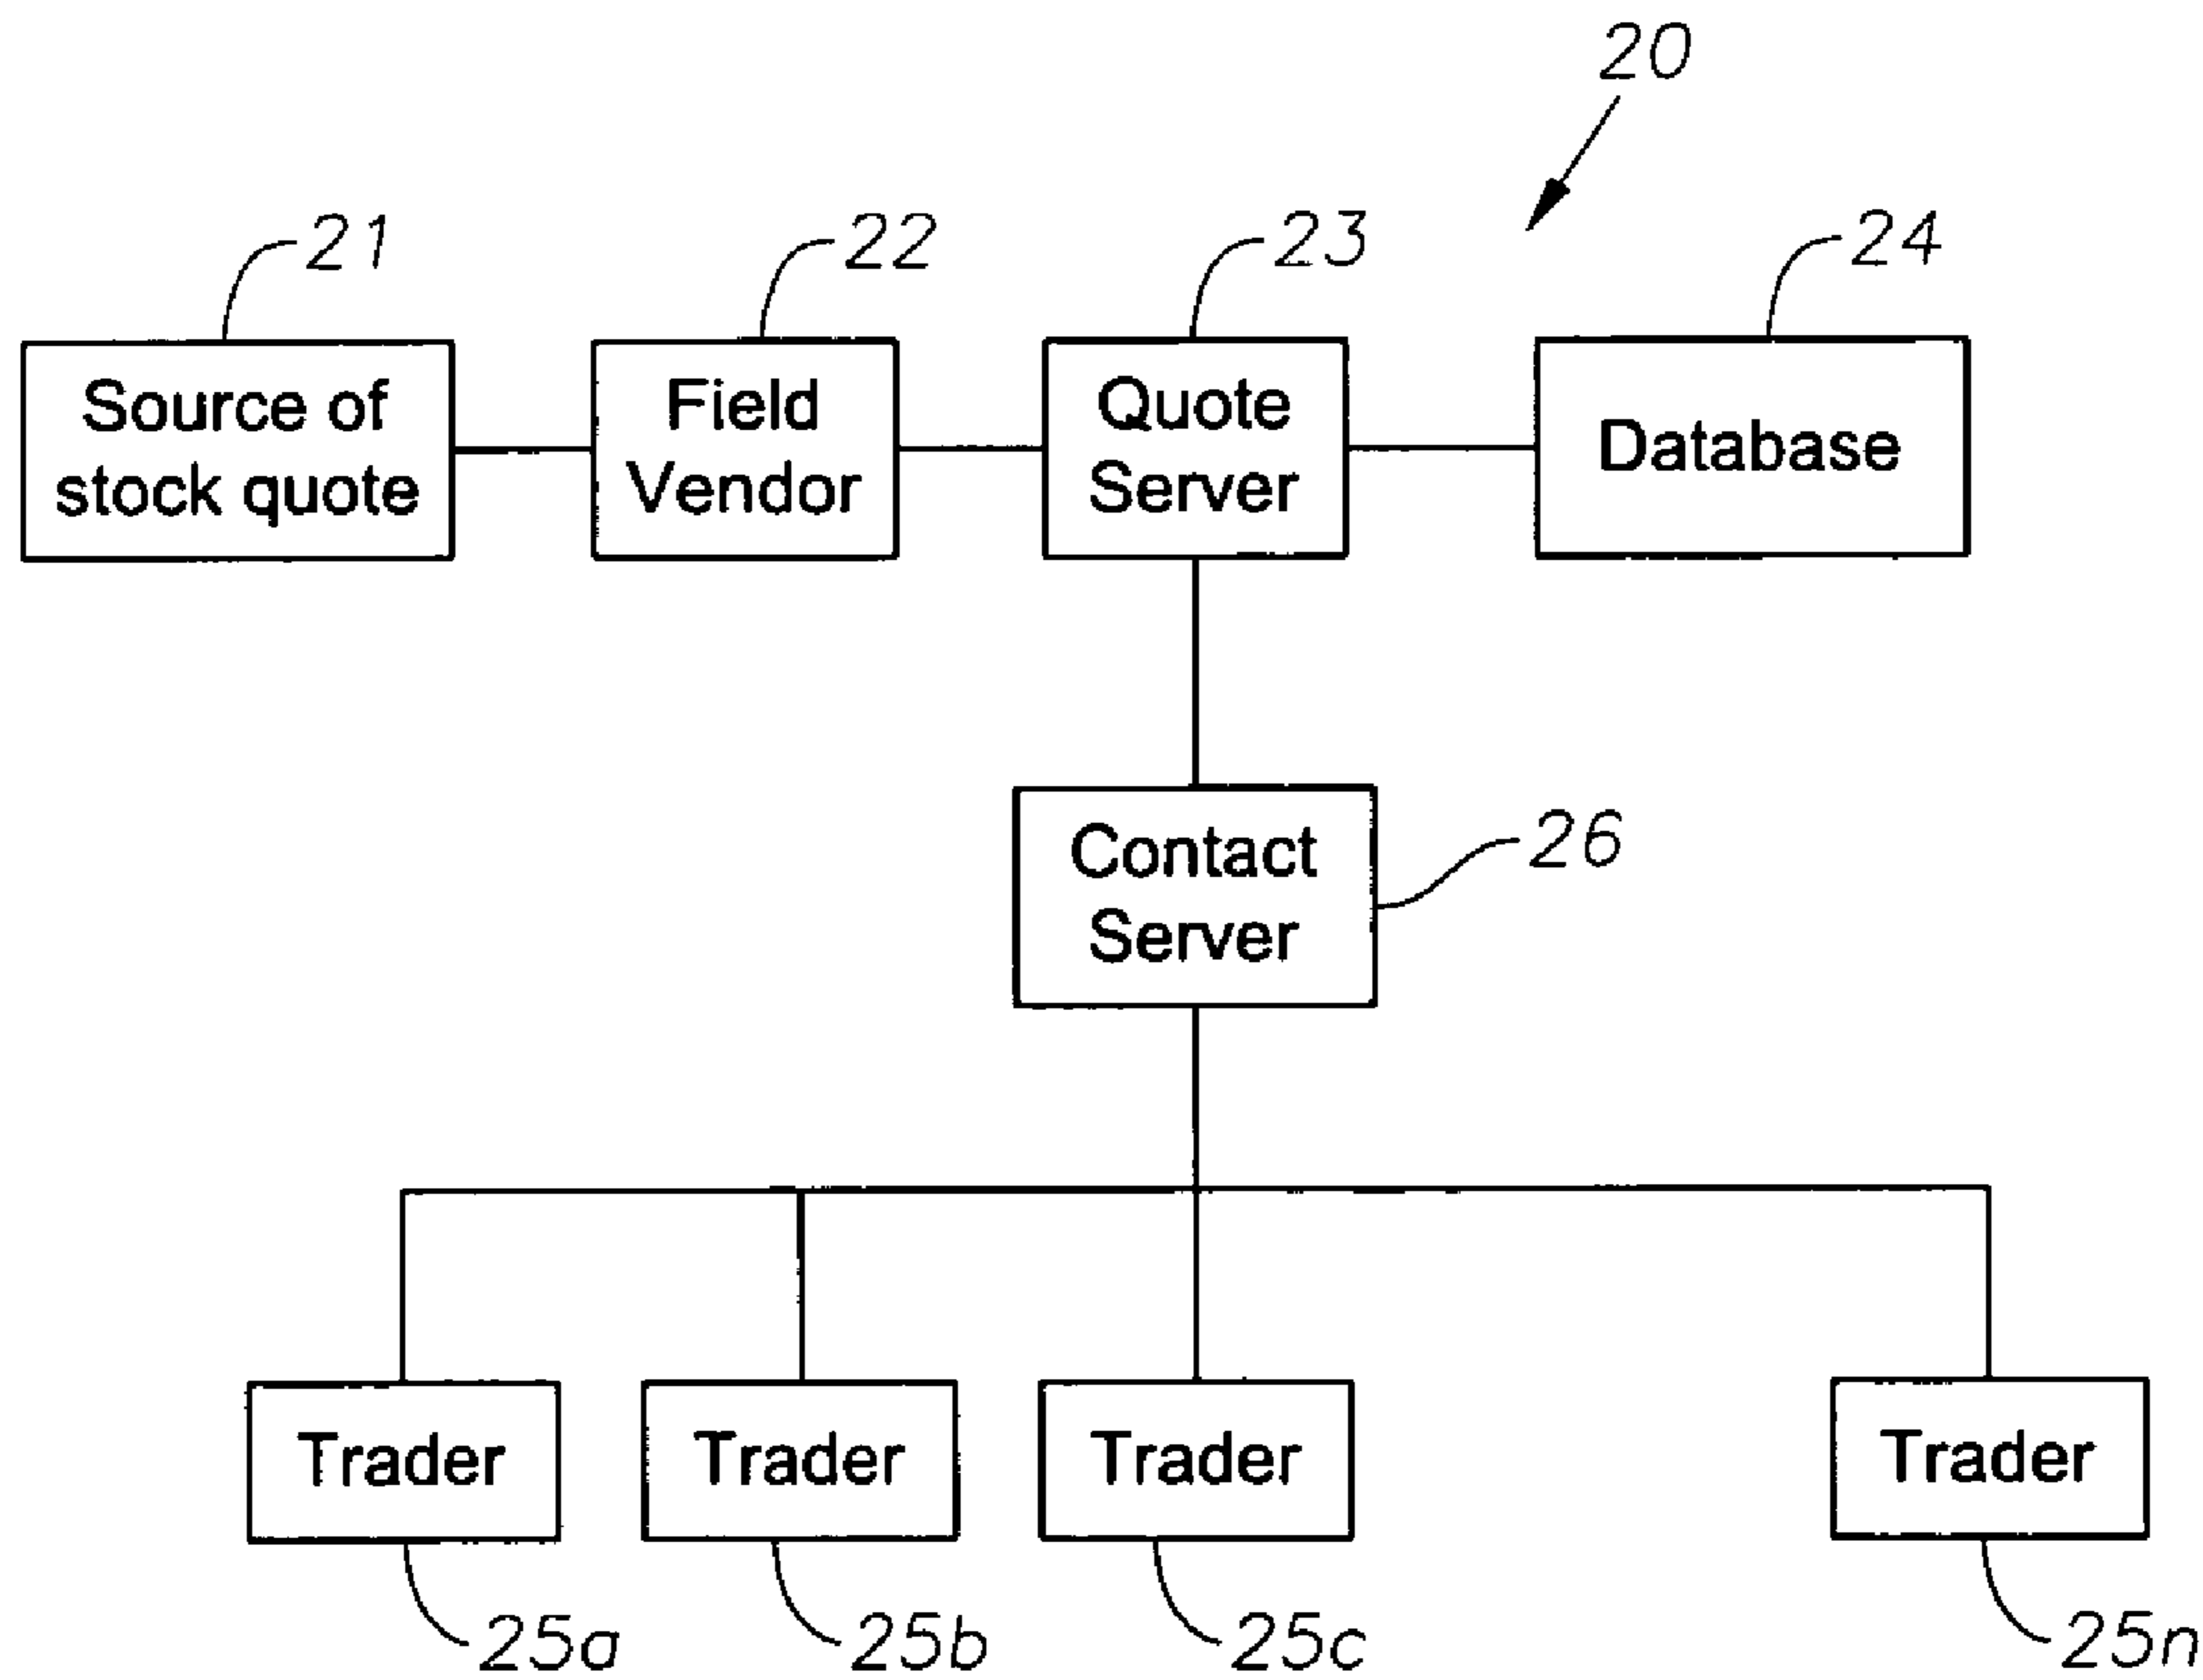 20
21
22
23
24
Source of
stock quote
Field
Vendor
Quote
Server
Database
Contact
Server
26
Trader
Trader
Trader
Trader
25a
25b
25c
25n